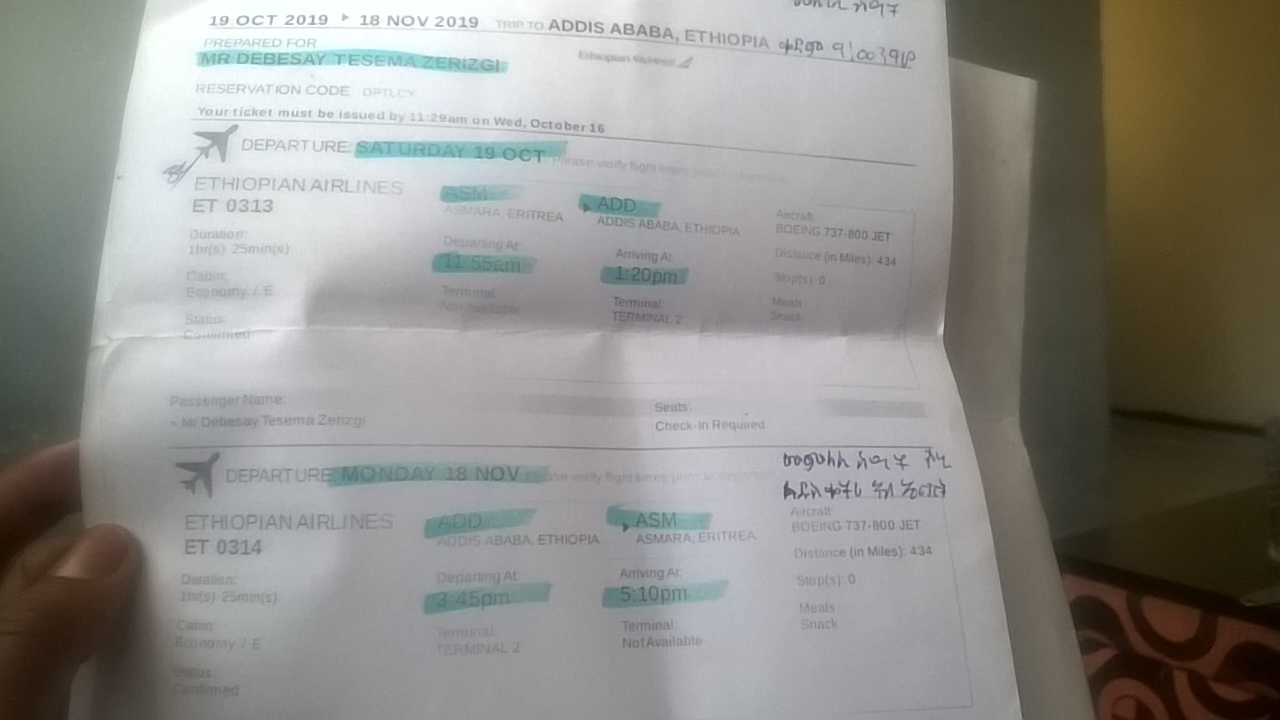 19 OCT 2019 ▸ 18 NOV 2019 TRIP TO ADDIS ABABA, ETHIOPIA
PREPARED FOR
MR DEBESAY TESEMA ZERIZGI
RESERVATION CODE OPTLCY
Your ticket must be issued by 11:29am on Wed, October 16
DEPARTURE: SATURDAY 19 OCT Please verify flight times prior to departure
ETHIOPIAN AIRLINES
ET 0313
Duration:
1hr(s) 25min(s)
Cabin:
Economy / E
Status:
Confirmed
ASM
ASMARA, ERITREA
Departing At:
11:55am
Terminal:
Not Available
ADD
ADDIS ABABA, ETHIOPIA
Arriving At:
1:20pm
Terminal:
TERMINAL 2
Aircraft:
BOEING 737-800 JET
Distance (in Miles): 434
Stop(s): 0
Meals
Snack
Passenger Name:
» Mr Debesay Tesema Zerizgi
Seats:
Check-In Required
DEPARTURE: MONDAY 18 NOV Please verify flight times prior to departure
ETHIOPIAN AIRLINES
ET 0314
Duration:
1hr(s) 25min(s)
Cabin:
Economy / E
Status:
Confirmed
ADD
ADDIS ABABA, ETHIOPIA
Departing At:
3:45pm
Terminal:
TERMINAL 2
ASM
ASMARA, ERITREA
Arriving At:
5:10pm
Terminal:
Not Available
Aircraft:
BOEING 737-800 JET
Distance (in Miles): 434
Stop(s): 0
Meals
Snack